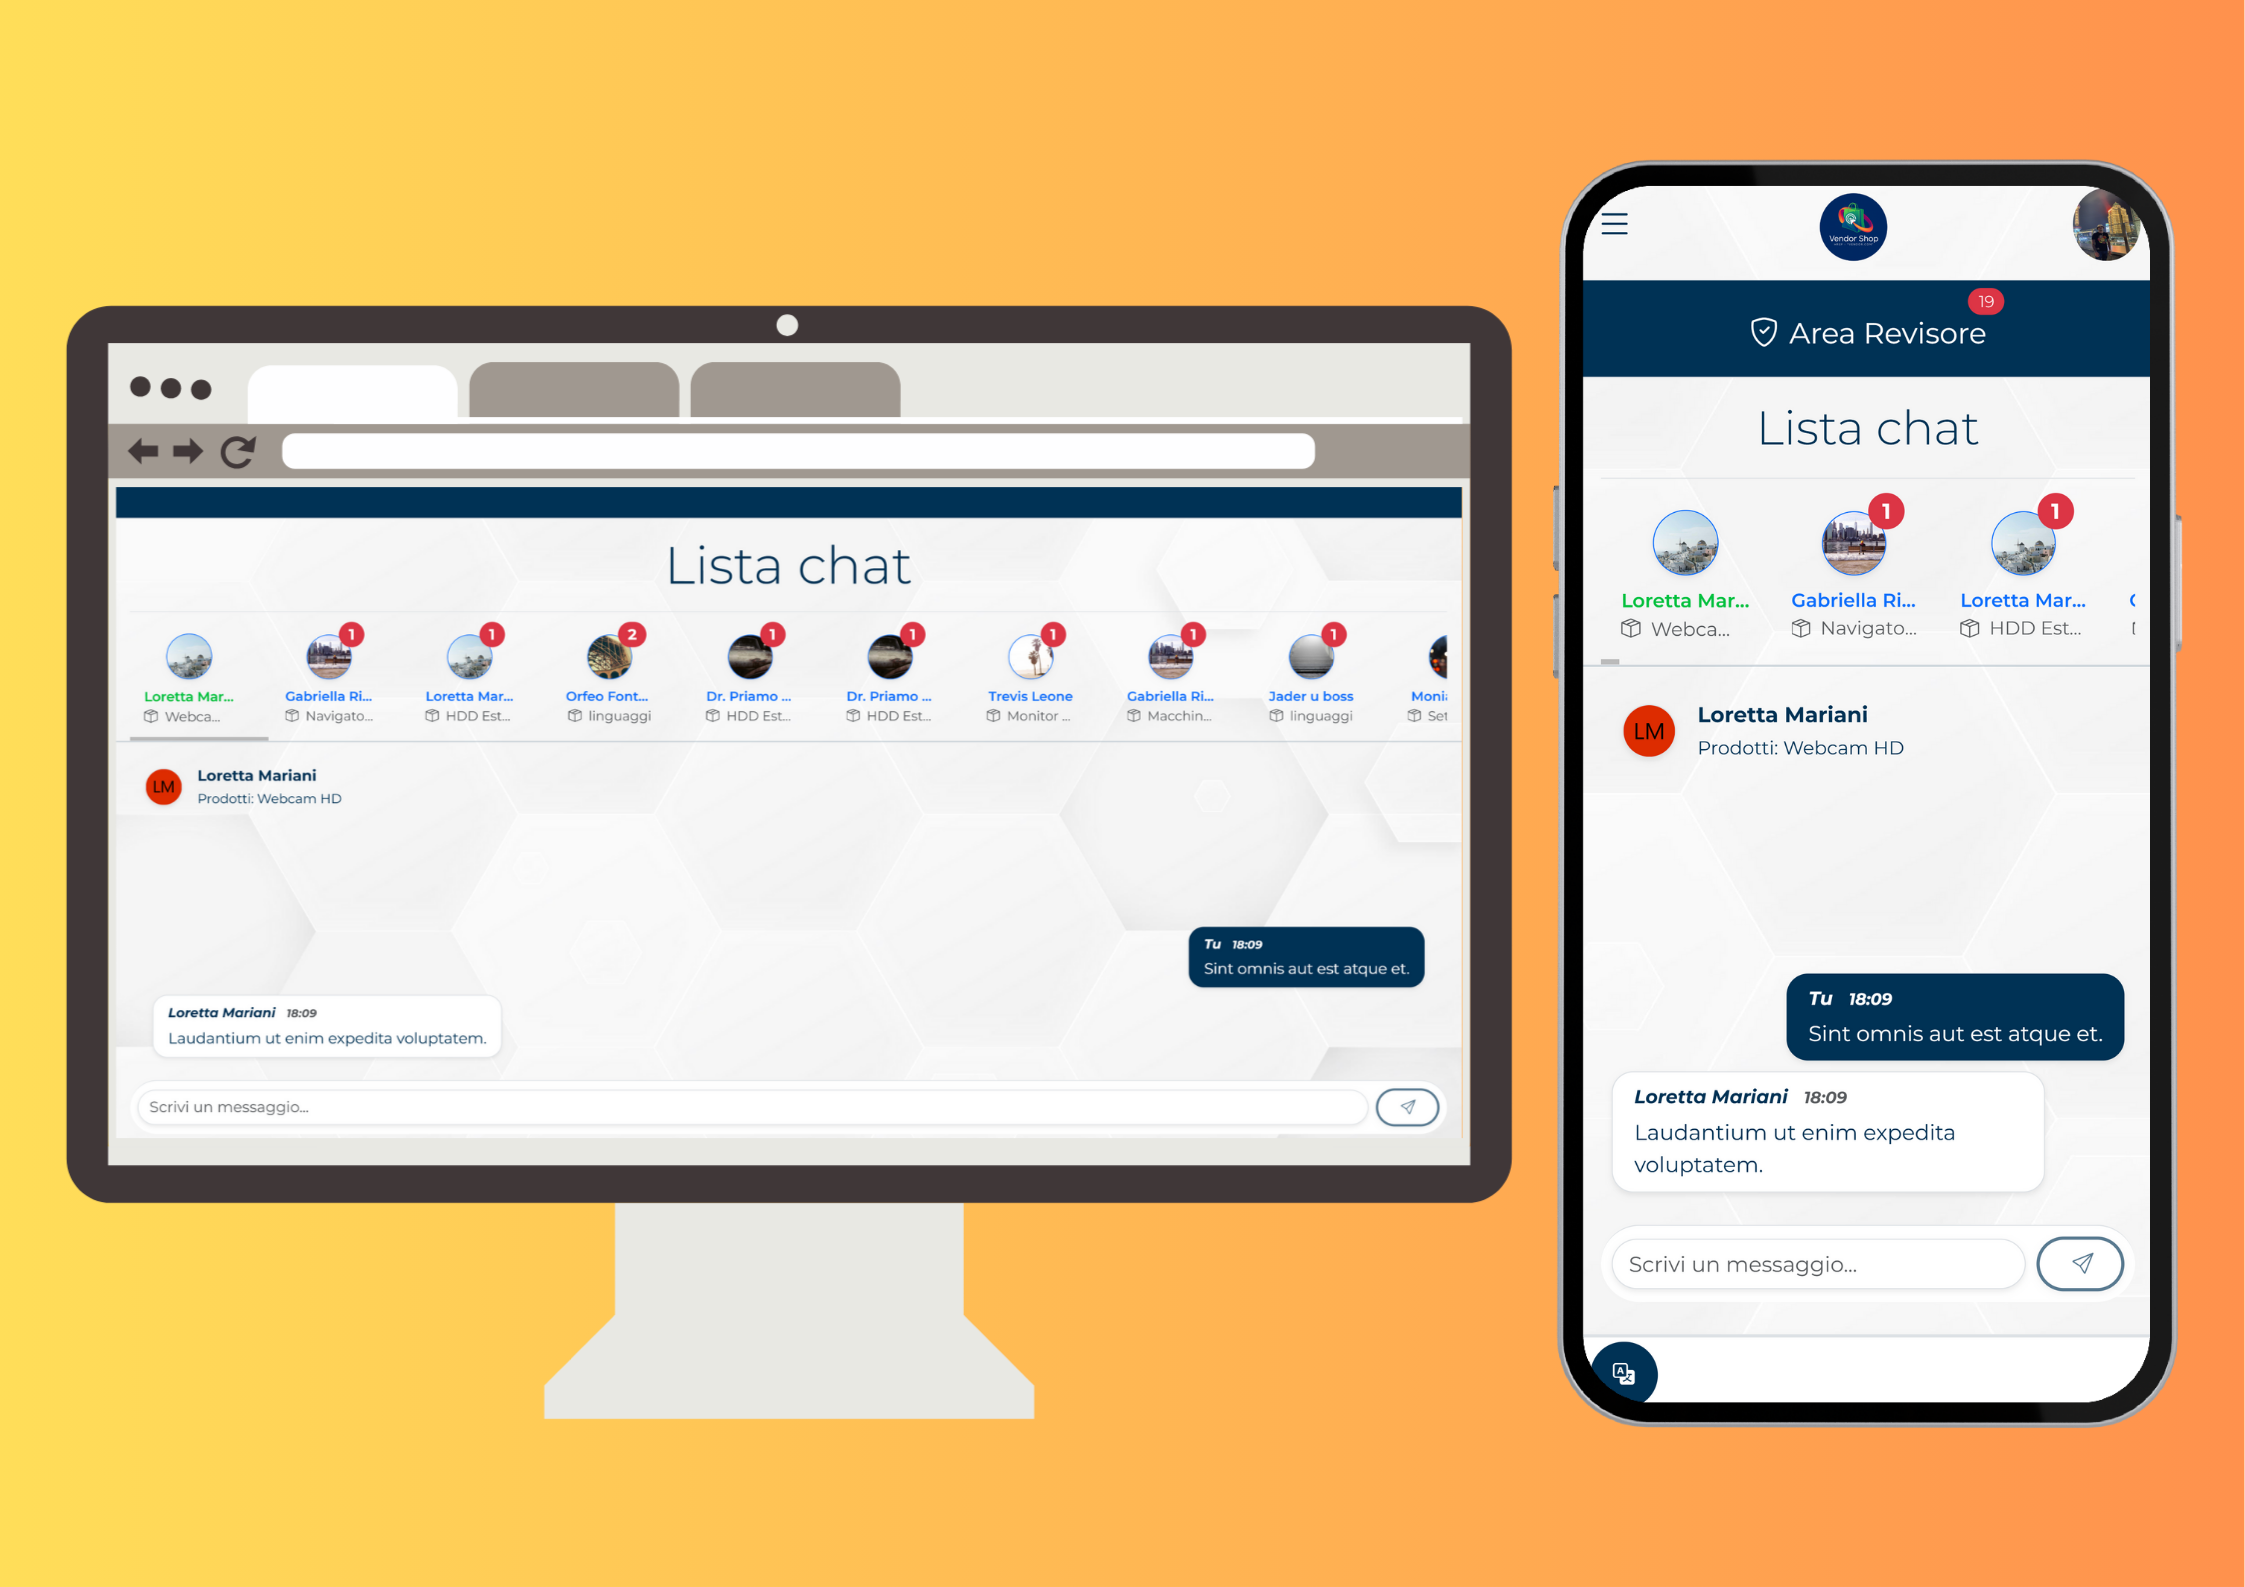 Lista chat
1 1 2 1 1 1 1 1
Loretta Mar... Gabriella Ri... Loretta Mar... Orfeo Font... Dr. Priamo ... Dr. Priamo ... Trevis Leone Gabriella Ri... Jader u boss
Webca... Navigato... HDD Est... linguaggi HDD Est... HDD Est... Monitor ... Macchin... linguaggi Set
LM
Loretta Mariani
Prodotti: Webcam HD
Tu 18:09
Sint omnis aut est atque et.
Loretta Mariani 18:09
Laudantium ut enim expedita voluptatem.
Scrivi un messaggio...
Vendor Shop
19
Area Revisore
Lista chat
1 1
Loretta Mar... Gabriella Ri... Loretta Mar...
Webca... Navigato... HDD Est...
LM
Loretta Mariani
Prodotti: Webcam HD
Tu 18:09
Sint omnis aut est atque et.
Loretta Mariani 18:09
Laudantium ut enim expedita
voluptatem.
Scrivi un messaggio...